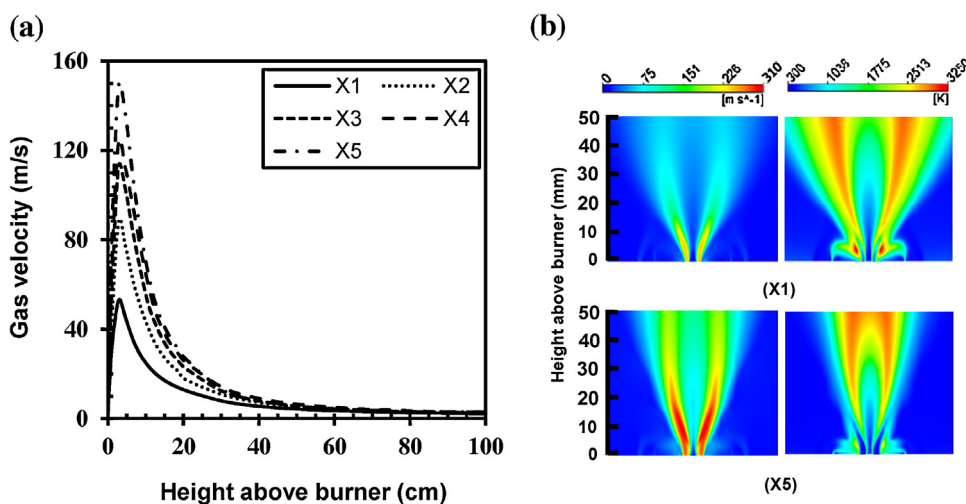 (a)
160
120
80
40
0
Gas velocity (m/s)
X1
X2
X3
X4
X5
0
20
40
60
80
100
Height above burner (cm)
(b)
0
75
151
226
310
[m s^-1]
300
1038
1775
2513
3250
[K]
50
40
30
20
10
0
(X1)
Height above burner (mm)
50
40
30
20
10
0
(X5)